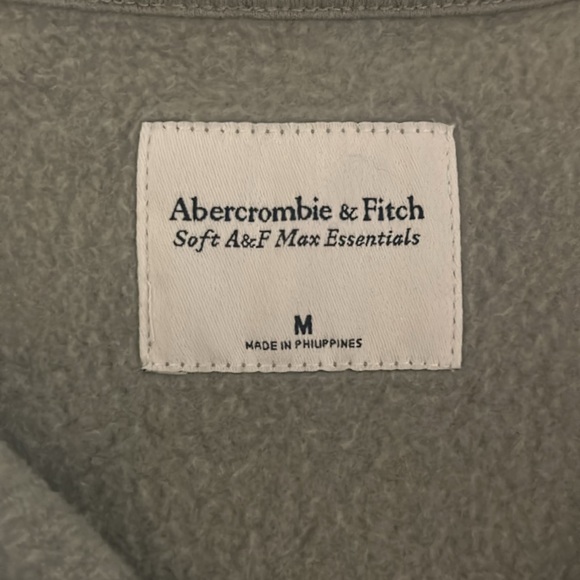 Abercrombie & Fitch
Soft A&F Max Essentials
M
MADE IN PHILIPPINES